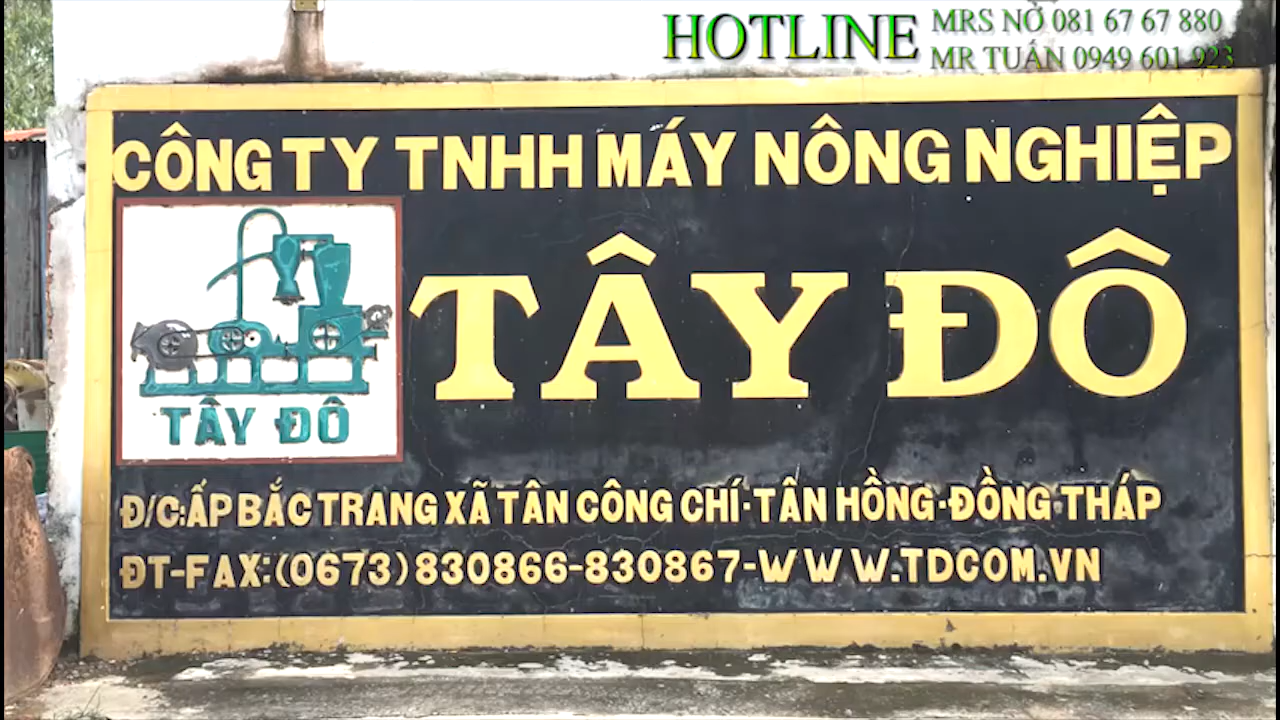 HOTLINE
MRS NỞ 081 67 67 880
MR TUẤN 0949 601 923
CÔNG TY TNHH MÁY NÔNG NGHIỆP
TÂY ĐÔ
TÂY ĐÔ
Đ/C:ẤP BẮC TRANG XÃ TÂN CÔNG CHÍ-TÂN HỒNG-ĐỒNG THÁP
ĐT-FAX:(0673)830866-830867-WWW.TDCOM.VN